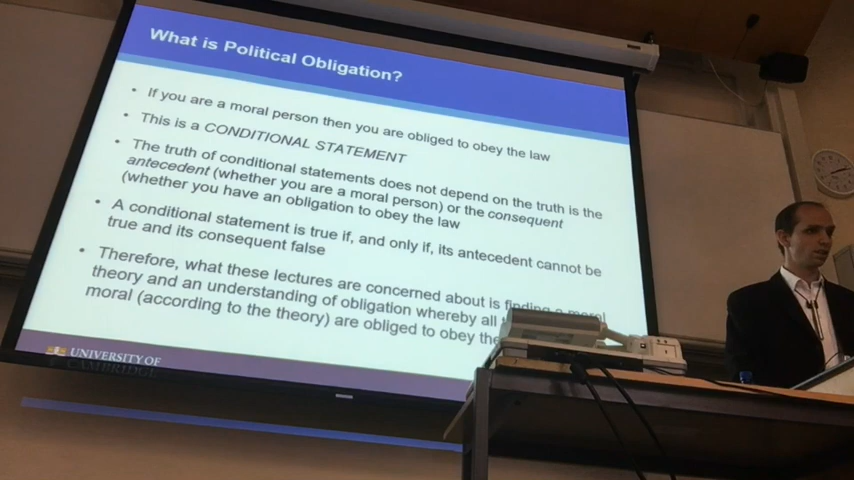 What is Political Obligation?
• If you are a moral person then you are obliged to obey the law
• This is a CONDITIONAL STATEMENT
• The truth of conditional statements does not depend on the truth is the
antecedent (whether you are a moral person) or the consequent
(whether you have an obligation to obey the law
• A conditional statement is true if, and only if, its antecedent cannot be
true and its consequent false
• Therefore, what these lectures are concerned about is finding a moral
theory and an understanding of obligation whereby all
moral (according to the theory) are obliged to obey the
UNIVERSITY OF
CAMBRIDGE